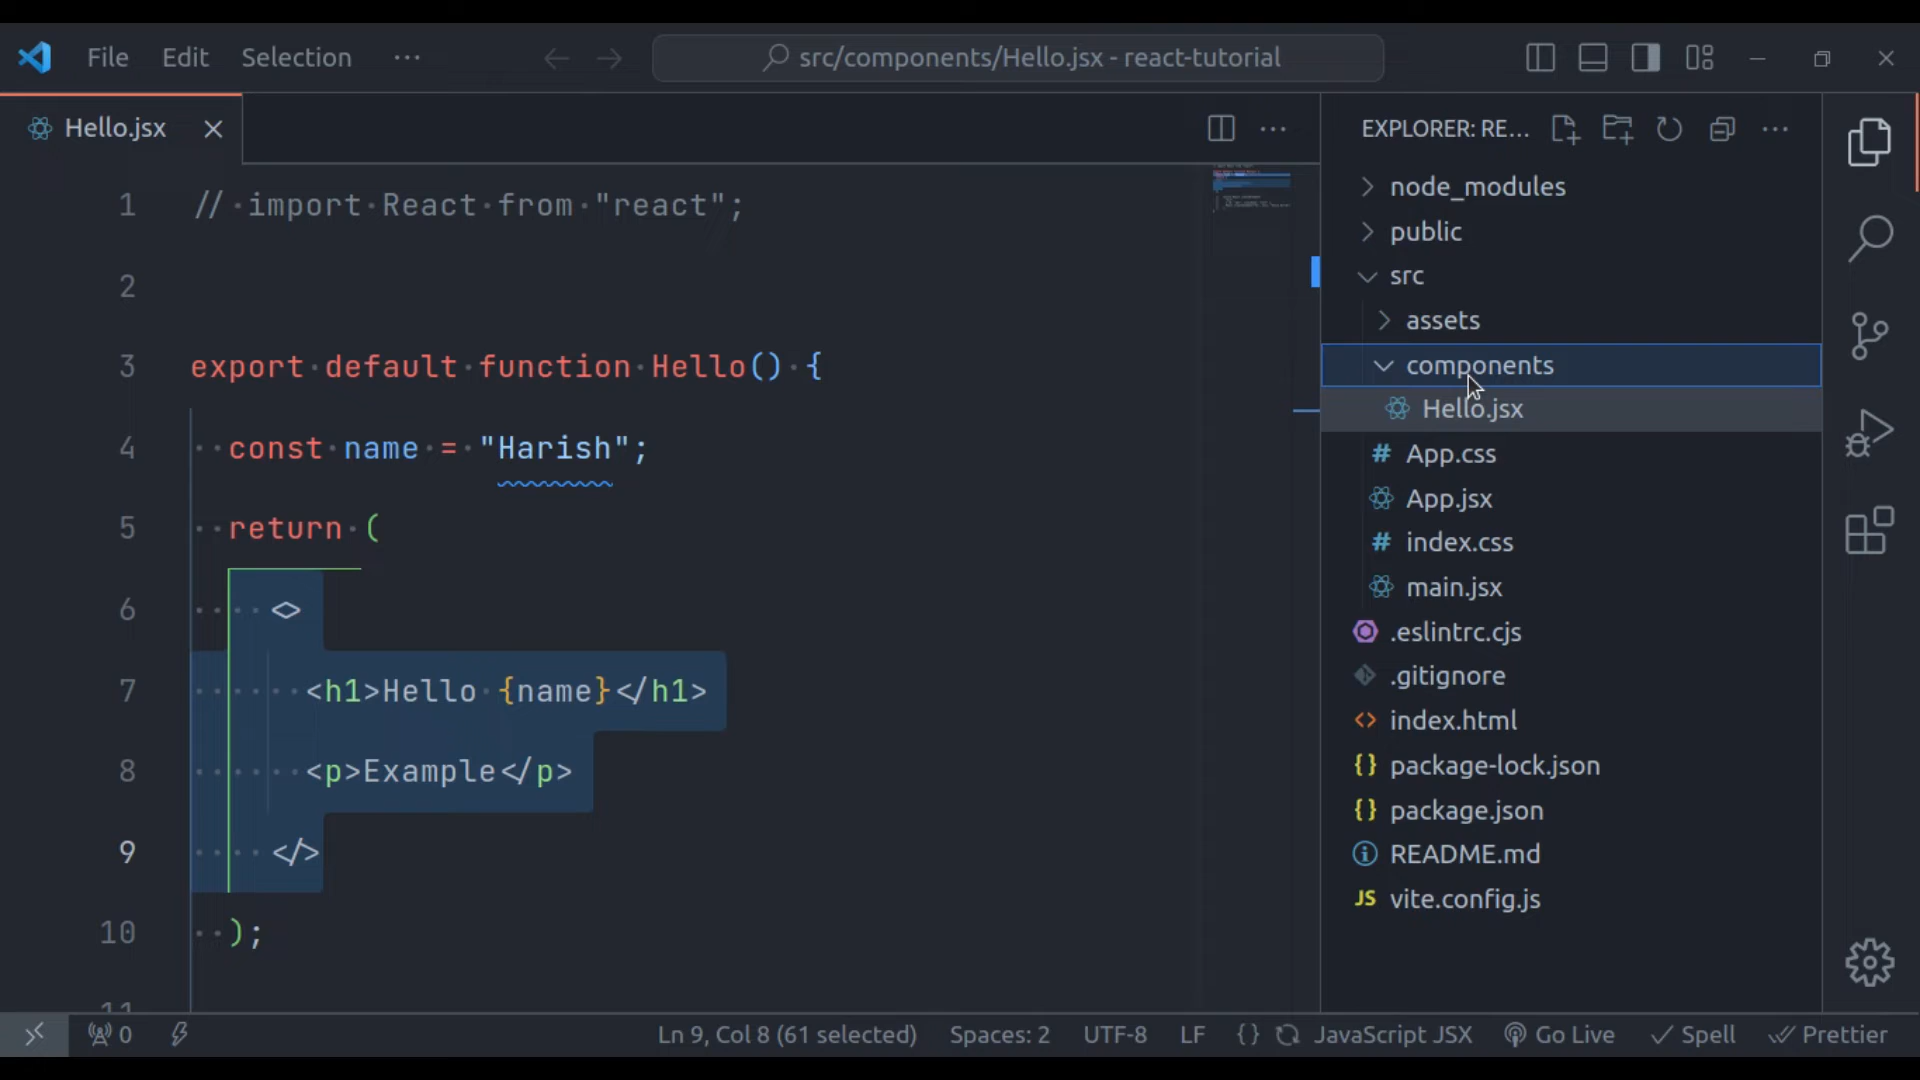 File Edit Selection ··· src/components/Hello.jsx - react-tutorial
Hello.jsx
EXPLORER: RE...
1 // import React from "react";
2
3 export default function Hello() {
4 const name = "Harish";
5 return (
6 <>
7 <h1>Hello {name}</h1>
8 <p>Example</p>
9 </>
10 );
11
node_modules
public
src
assets
components
Hello.jsx
App.css
App.jsx
index.css
main.jsx
.eslintrc.cjs
.gitignore
index.html
package-lock.json
package.json
README.md
JS vite.config.js
0 Ln 9, Col 8 (61 selected) Spaces: 2 UTF-8 LF {} JavaScript JSX Go Live Spell Prettier